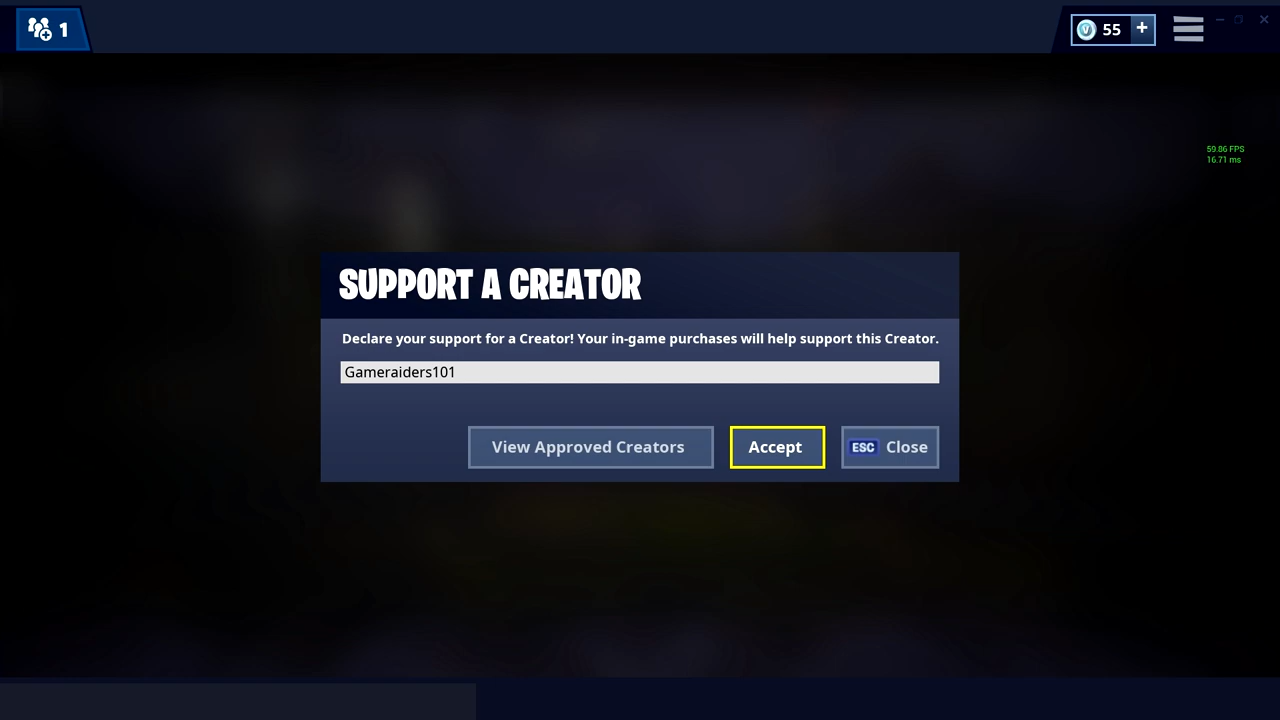 1
55 +
59.86 FPS
16.71 ms
SUPPORT A CREATOR
Declare your support for a Creator! Your in-game purchases will help support this Creator.
Gameraiders101
View Approved Creators
Accept
ESC Close